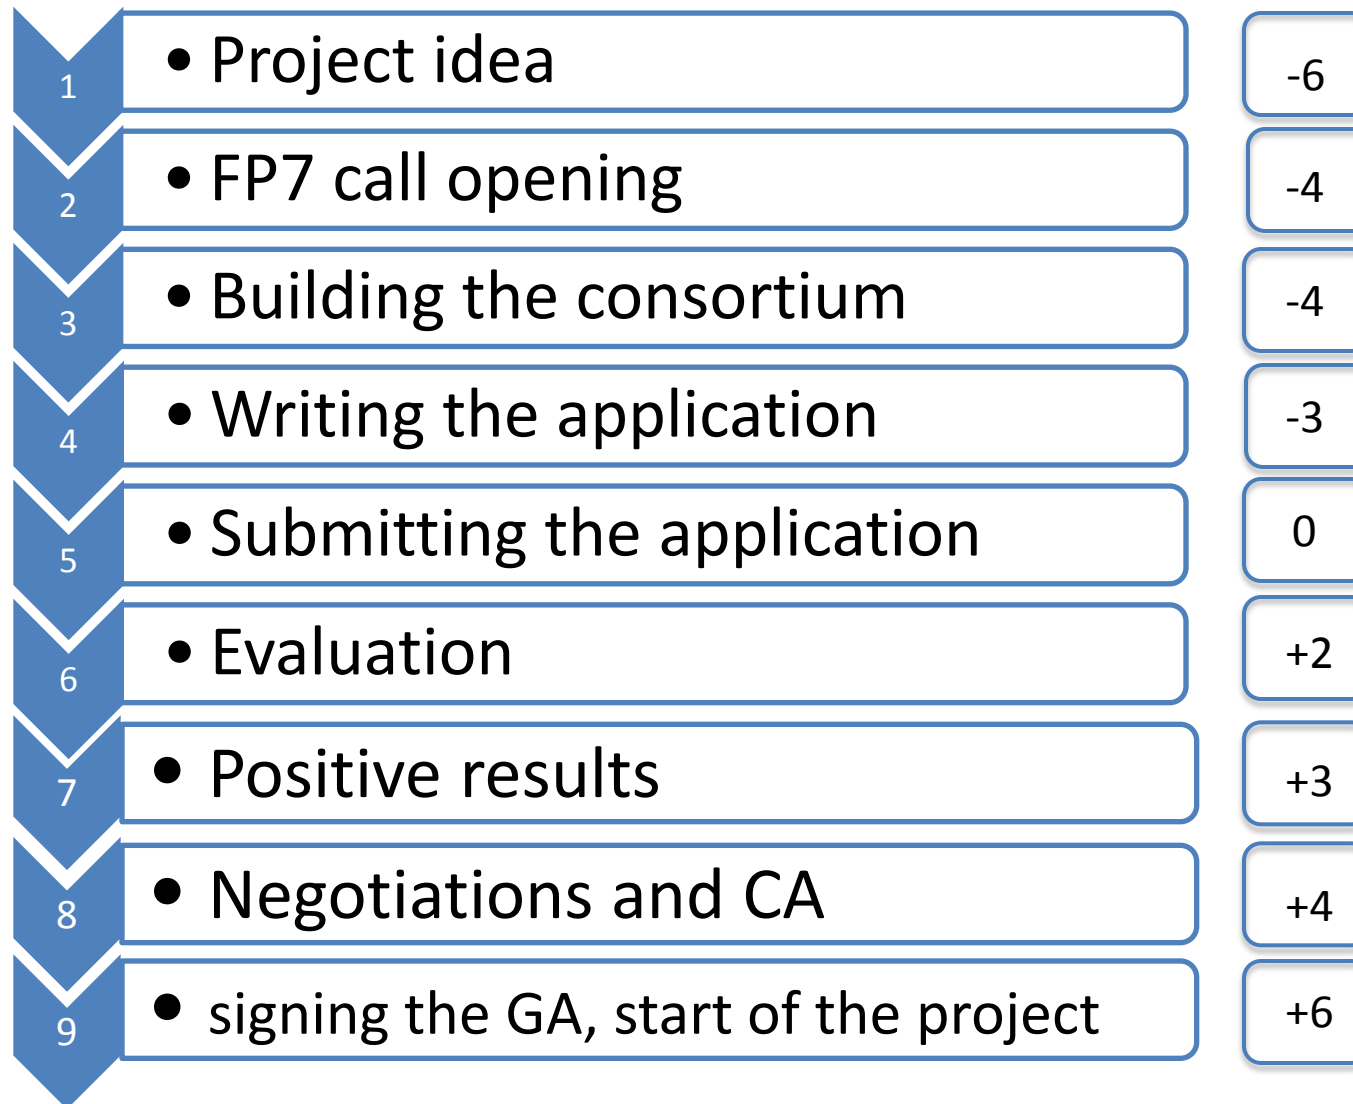 1 • Project idea -6
2 • FP7 call opening -4
3 • Building the consortium -4
4 • Writing the application -3
5 • Submitting the application 0
6 • Evaluation +2
7 • Positive results +3
8 • Negotiations and CA +4
9 • signing the GA, start of the project +6